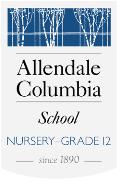 Allendale
Columbia
School
NURSERY–GRADE 12
since 1890